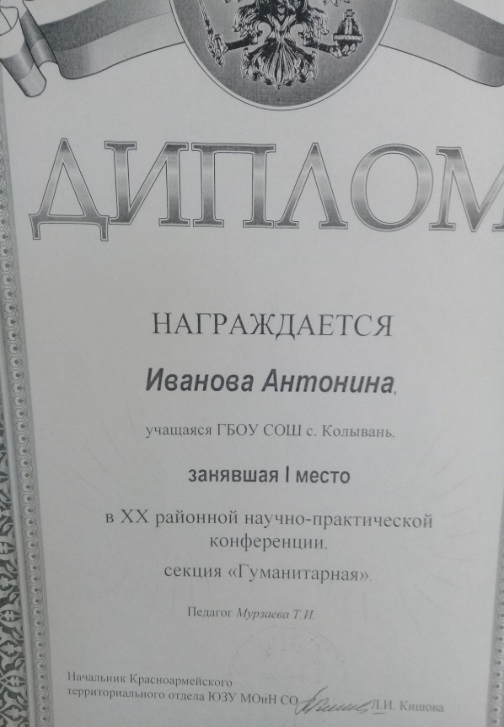 ДИПЛОМ
НАГРАЖДАЕТСЯ
Иванова Антонина,
учащаяся ГБОУ СОШ с. Колывань,
занявшая I место
в XX районной научно-практической
конференции,
секция «Гуманитарная».
Педагог Мурзаева Т.И.
Начальник Красноармейского
территориального отдела ЮЗУ МОиН СО Л.И. Кишова